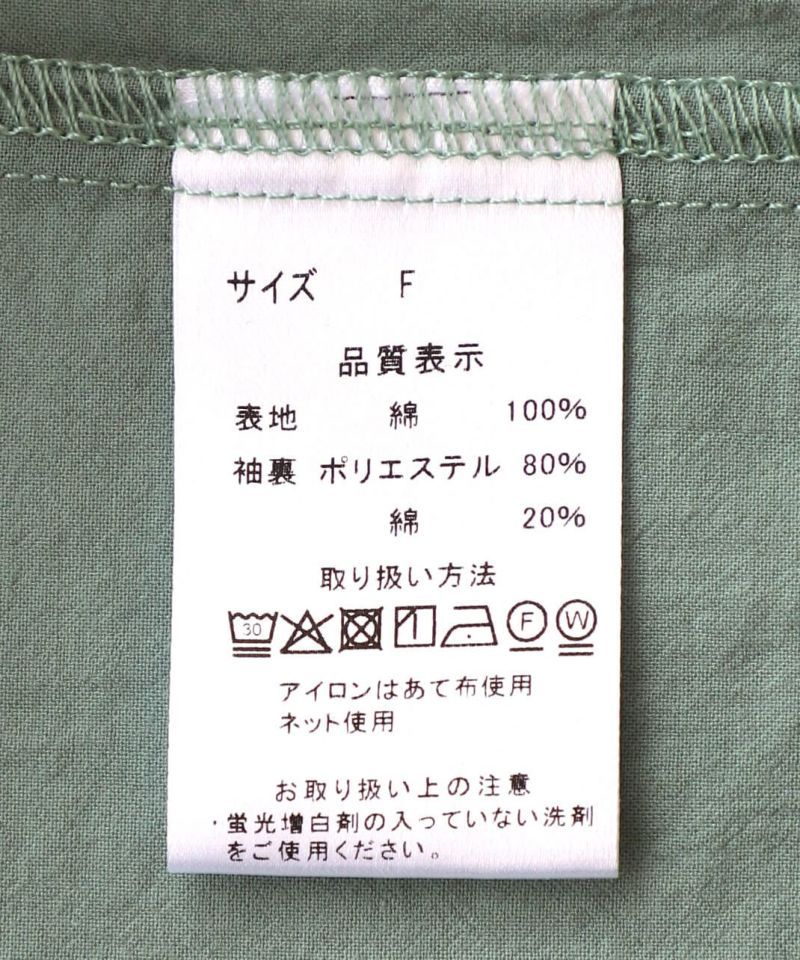 サイズ F
品質表示
表地 綿 100%
袖裏 ポリエステル 80%
綿 20%
取り扱い方法
30 F W
アイロンはあて布使用
ネット使用
お取り扱い上の注意
・蛍光増白剤の入っていない洗剤
をご使用ください。